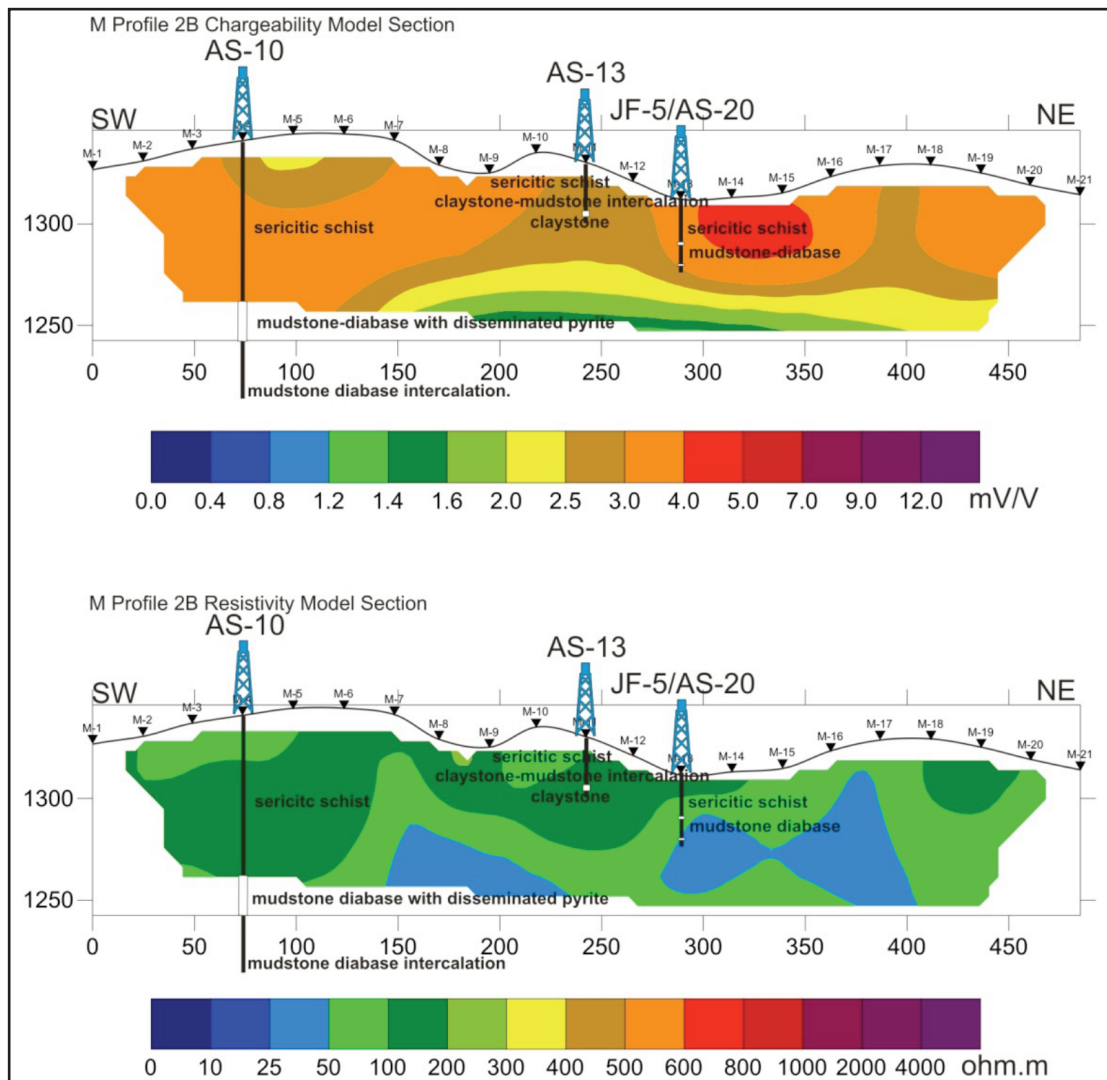 M Profile 2B Chargeability Model Section
AS-10
AS-13
JF-5/AS-20
SW
NE
M-1
M-2
M-3
M-5
M-6
M-7
M-8
M-9
M-10
M-12
M-14
M-15
M-16
M-17
M-18
M-19
M-20
M-21
1300
1250
sericitic schist
sericitic schist
claystone-mudstone intercalation
claystone
sericitic schist
mudstone-diabase
mudstone-diabase with disseminated pyrite
0 50 100 150 200 250 300 350 400 450
mudstone diabase intercalation.
0.0 0.4 0.8 1.2 1.4 1.6 2.0 2.5 3.0 4.0 5.0 7.0 9.0 12.0 mV/V
M Profile 2B Resistivity Model Section
AS-10
AS-13
JF-5/AS-20
SW
NE
M-1
M-2
M-3
M-5
M-6
M-7
M-8
M-9
M-10
M-12
M-14
M-15
M-16
M-17
M-18
M-19
M-20
M-21
1300
1250
sericitc schist
sericitic schist
claystone-mudstone intercalation
claystone
sericitic schist
mudstone diabase
mudstone diabase with disseminated pyrite
0 50 100 150 200 250 300 350 400 450
mudstone diabase intercalation
0 10 25 50 100 200 300 400 500 600 800 1000 2000 4000 ohm.m